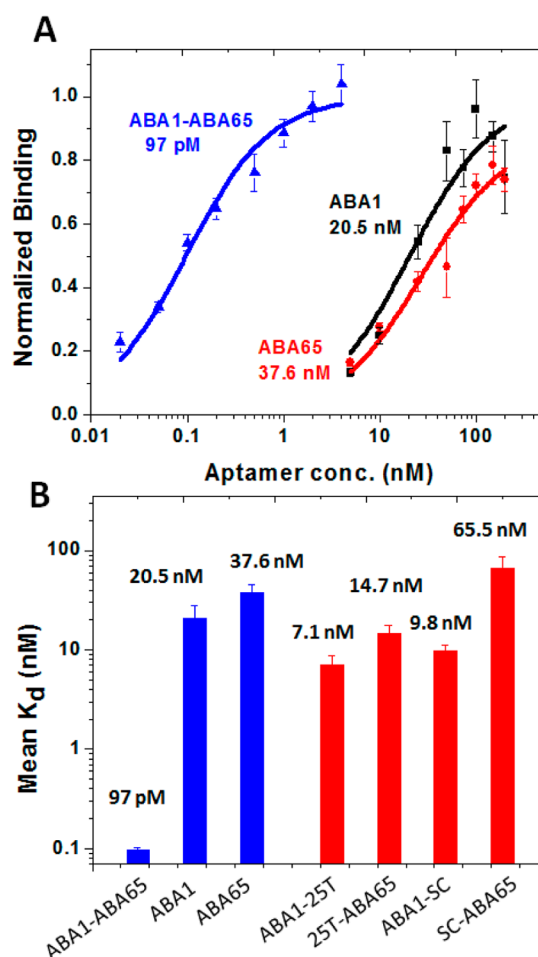 A
Normalized Binding
1.0
0.8
0.6
0.4
0.2
0.0
ABA1-ABA65
97 pM
ABA1
20.5 nM
ABA65
37.6 nM
0.01
0.1
1
10
100
Aptamer conc. (nM)
B
Mean Kd (nM)
100
10
1
0.1
97 pM
20.5 nM
37.6 nM
7.1 nM
14.7 nM
9.8 nM
65.5 nM
ABA1-ABA65
ABA1
ABA65
ABA1-25T
25T-ABA65
ABA1-SC
SC-ABA65